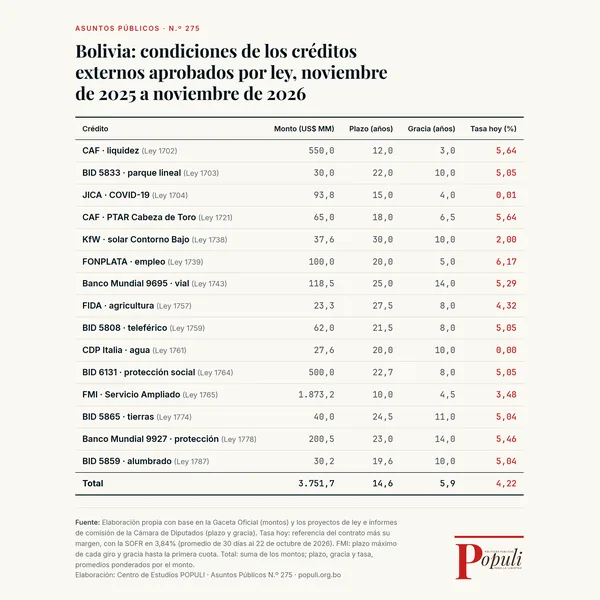 ASUNTOS PÚBLICOS · N.º 275
Bolivia: condiciones de los créditos
externos aprobados por ley, noviembre
de 2025 a noviembre de 2026
Crédito Monto (US$ MM) Plazo (años) Gracia (años) Tasa hoy (%)
CAF · liquidez (Ley 1702) 550,0 12,0 3,0 5,64
BID 5833 · parque lineal (Ley 1703) 30,0 22,0 10,0 5,05
JICA · COVID-19 (Ley 1704) 93,8 15,0 4,0 0,01
CAF · PTAR Cabeza de Toro (Ley 1721) 65,0 18,0 6,5 5,64
KfW · solar Contorno Bajo (Ley 1738) 37,6 30,0 10,0 2,00
FONPLATA · empleo (Ley 1739) 100,0 20,0 5,0 6,17
Banco Mundial 9695 · vial (Ley 1743) 118,5 25,0 14,0 5,29
FIDA · agricultura (Ley 1757) 23,3 27,5 8,0 4,32
BID 5808 · teleférico (Ley 1759) 62,0 21,5 8,0 5,05
CDP Italia · agua (Ley 1761) 27,6 20,0 10,0 0,00
BID 6131 · protección social (Ley 1764) 500,0 22,7 8,0 5,05
FMI · Servicio Ampliado (Ley 1765) 1.873,2 10,0 4,5 3,48
BID 5865 · tierras (Ley 1774) 40,0 24,5 11,0 5,04
Banco Mundial 9927 · protección (Ley 1778) 200,5 23,0 14,0 5,46
BID 5859 · alumbrado (Ley 1787) 30,2 19,6 10,0 5,04
Total 3.751,7 14,6 5,9 4,22
Fuente: Elaboración propia con base en la Gaceta Oficial (montos) y los proyectos de ley e informes
de comisión de la Cámara de Diputados (plazo y gracia). Tasa hoy: referencia del contrato más su
margen, con la SOFR en 3,84% (promedio de 30 días al 22 de octubre de 2026). FMI: plazo máximo
de cada giro y gracia hasta la primera cuota. Total: suma de los montos; plazo, gracia y tasa,
promedios ponderados por el monto.
Elaboración: Centro de Estudios POPULI · Asuntos Públicos N.º 275 · populi.org.bo
Populi